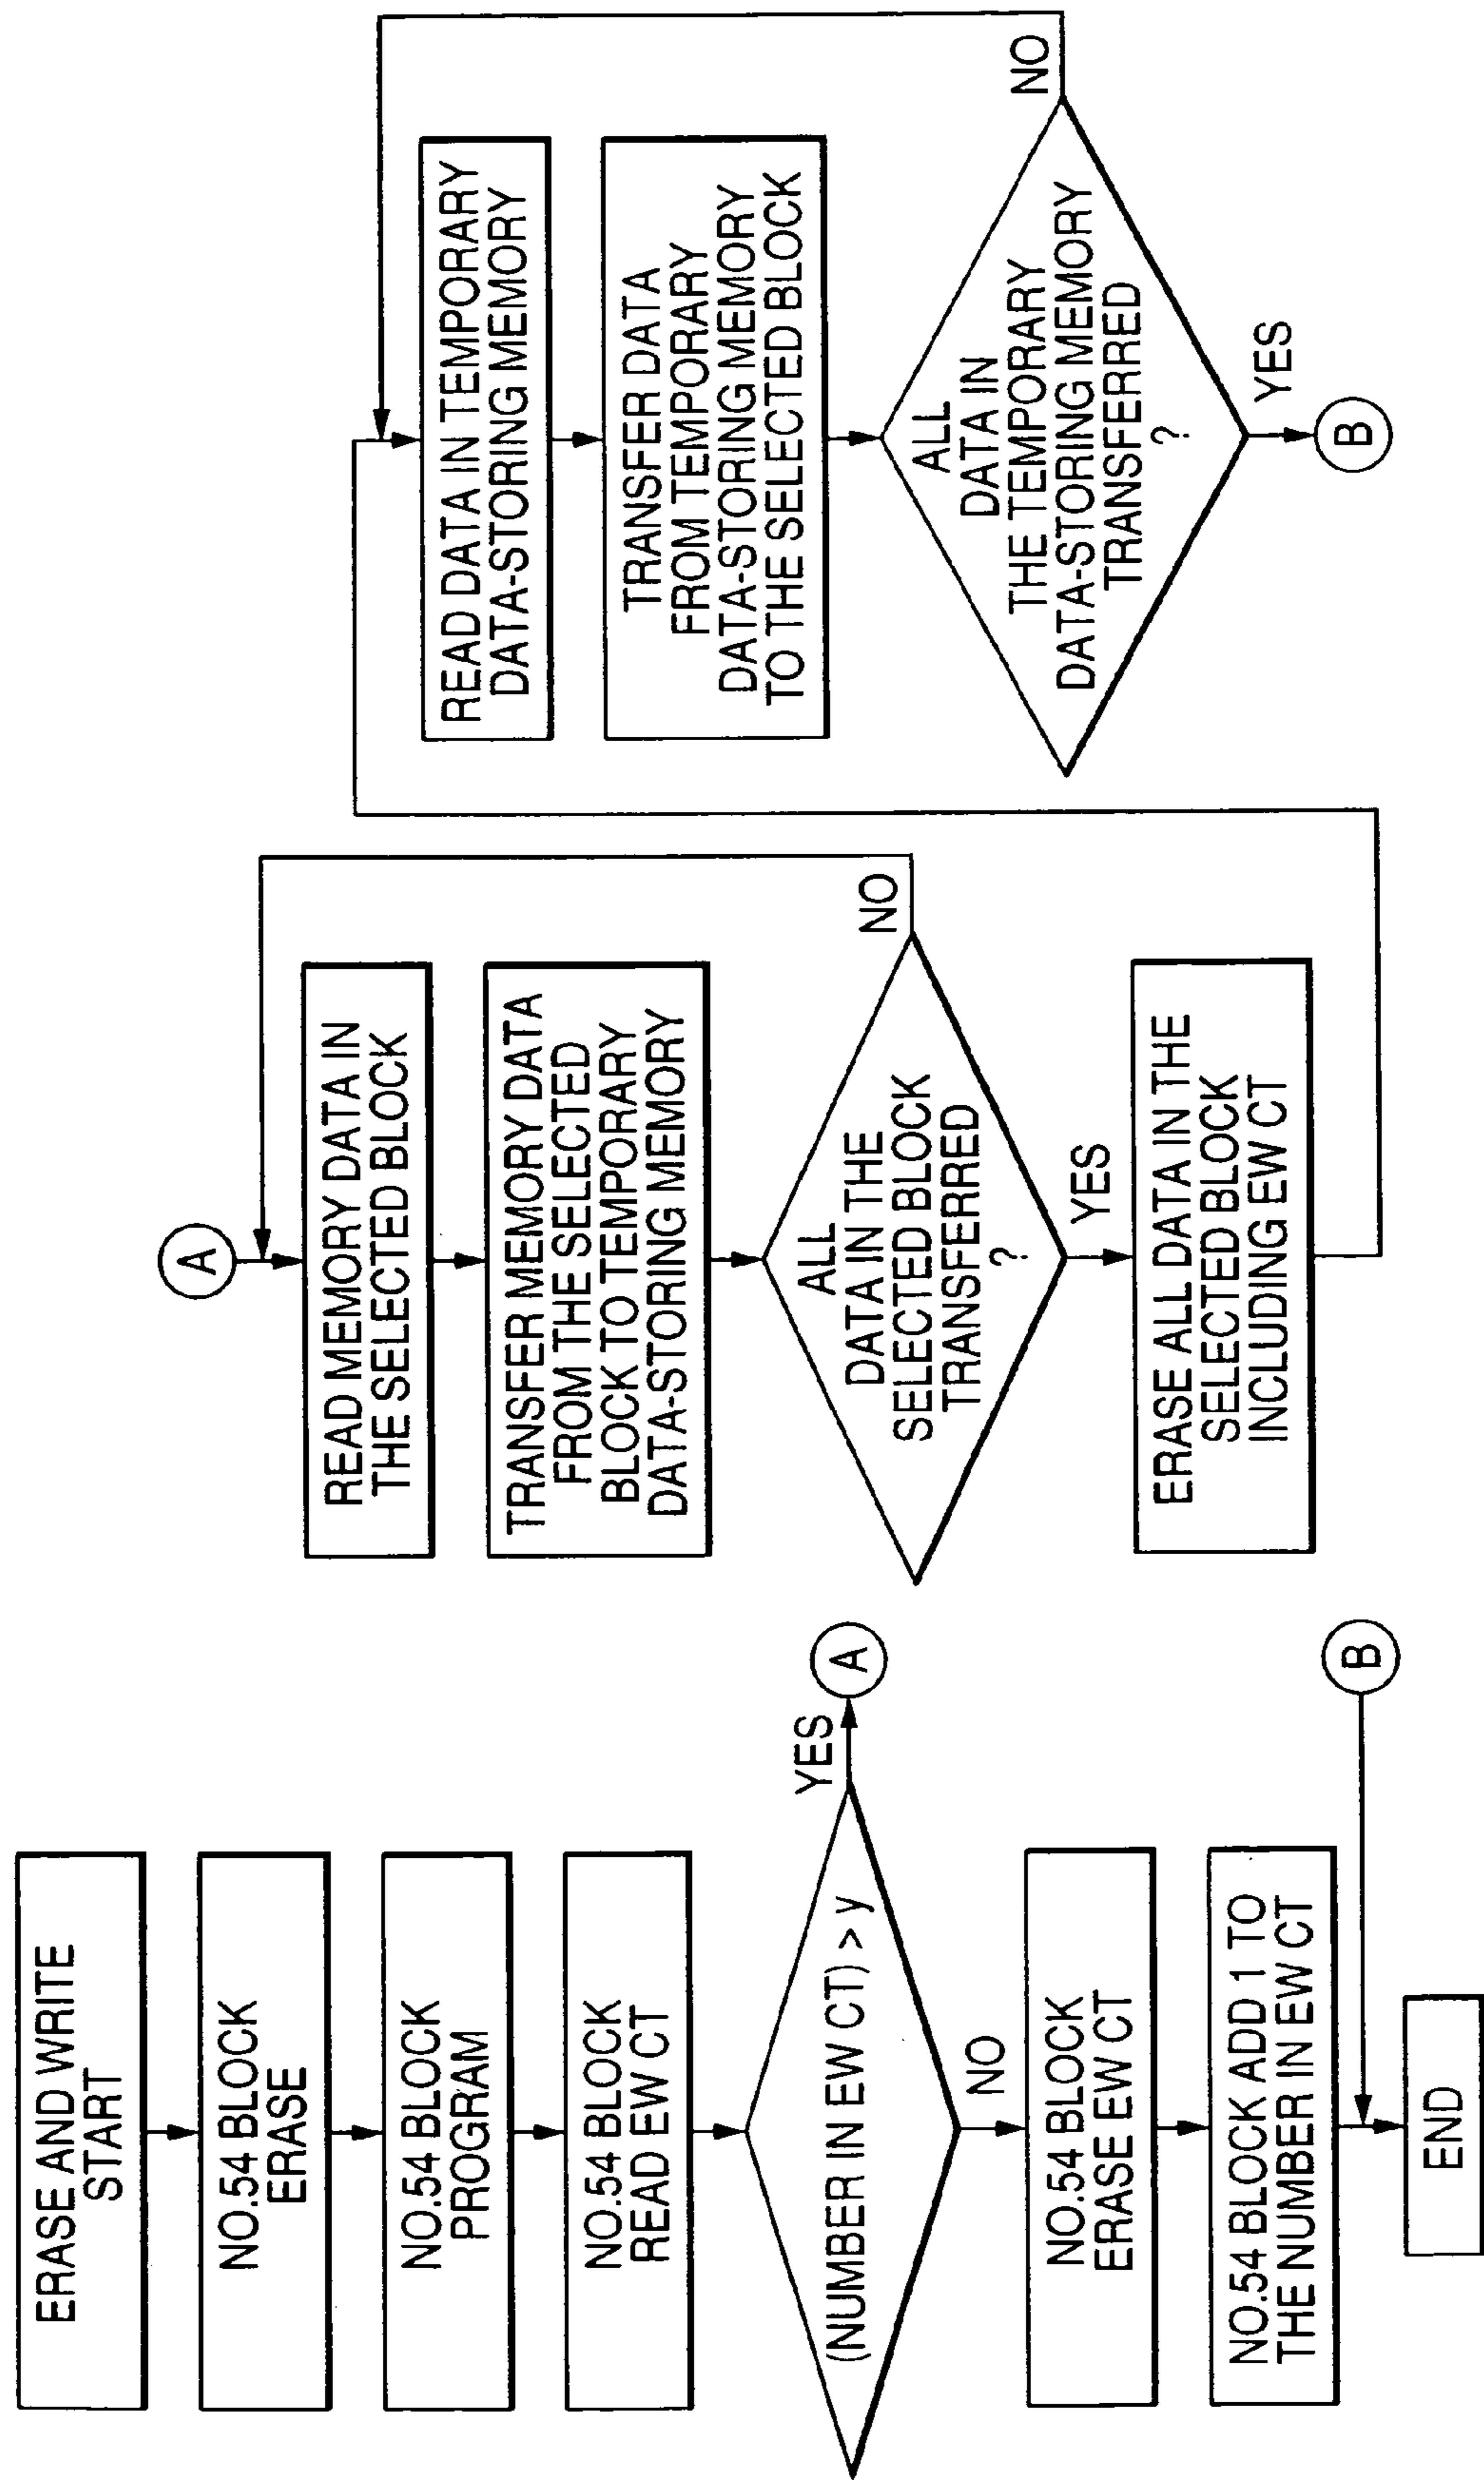 ERASE AND WRITE
START
NO.54 BLOCK
ERASE
NO.54 BLOCK
PROGRAM
NO.54 BLOCK
READ EW CT
(NUMBER IN EW CT) > y
YES
A
NO
NO.54 BLOCK
ERASE EW CT
NO.54 BLOCK ADD 1 TO
THE NUMBER IN EW CT
B
END
A
READ MEMORY DATA IN
THE SELECTED BLOCK
TRANSFER MEMORY DATA
FROM THE SELECTED
BLOCK TO TEMPORARY
DATA-STORING MEMORY
ALL
DATA IN THE
SELECTED BLOCK
TRANSFERRED
?
NO
YES
ERASE ALL DATA IN THE
SELECTED BLOCK
INCLUDING EW CT
READ DATA IN TEMPORARY
DATA-STORING MEMORY
TRANSFER DATA
FROM TEMPORARY
DATA-STORING MEMORY
TO THE SELECTED BLOCK
ALL
DATA IN
THE TEMPORARY
DATA-STORING MEMORY
TRANSFERRED
?
NO
YES
B